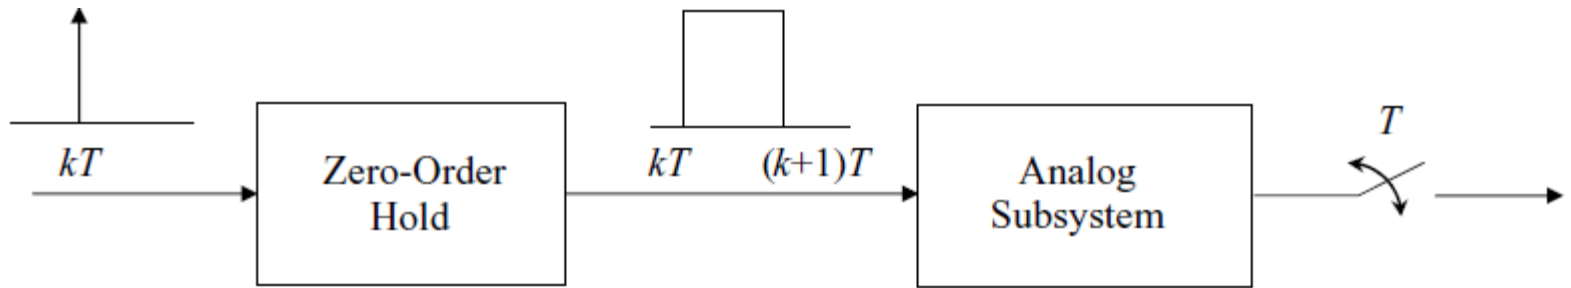 T
kT
kT
(k+1)T
Zero-Order
Hold
Analog
Subsystem